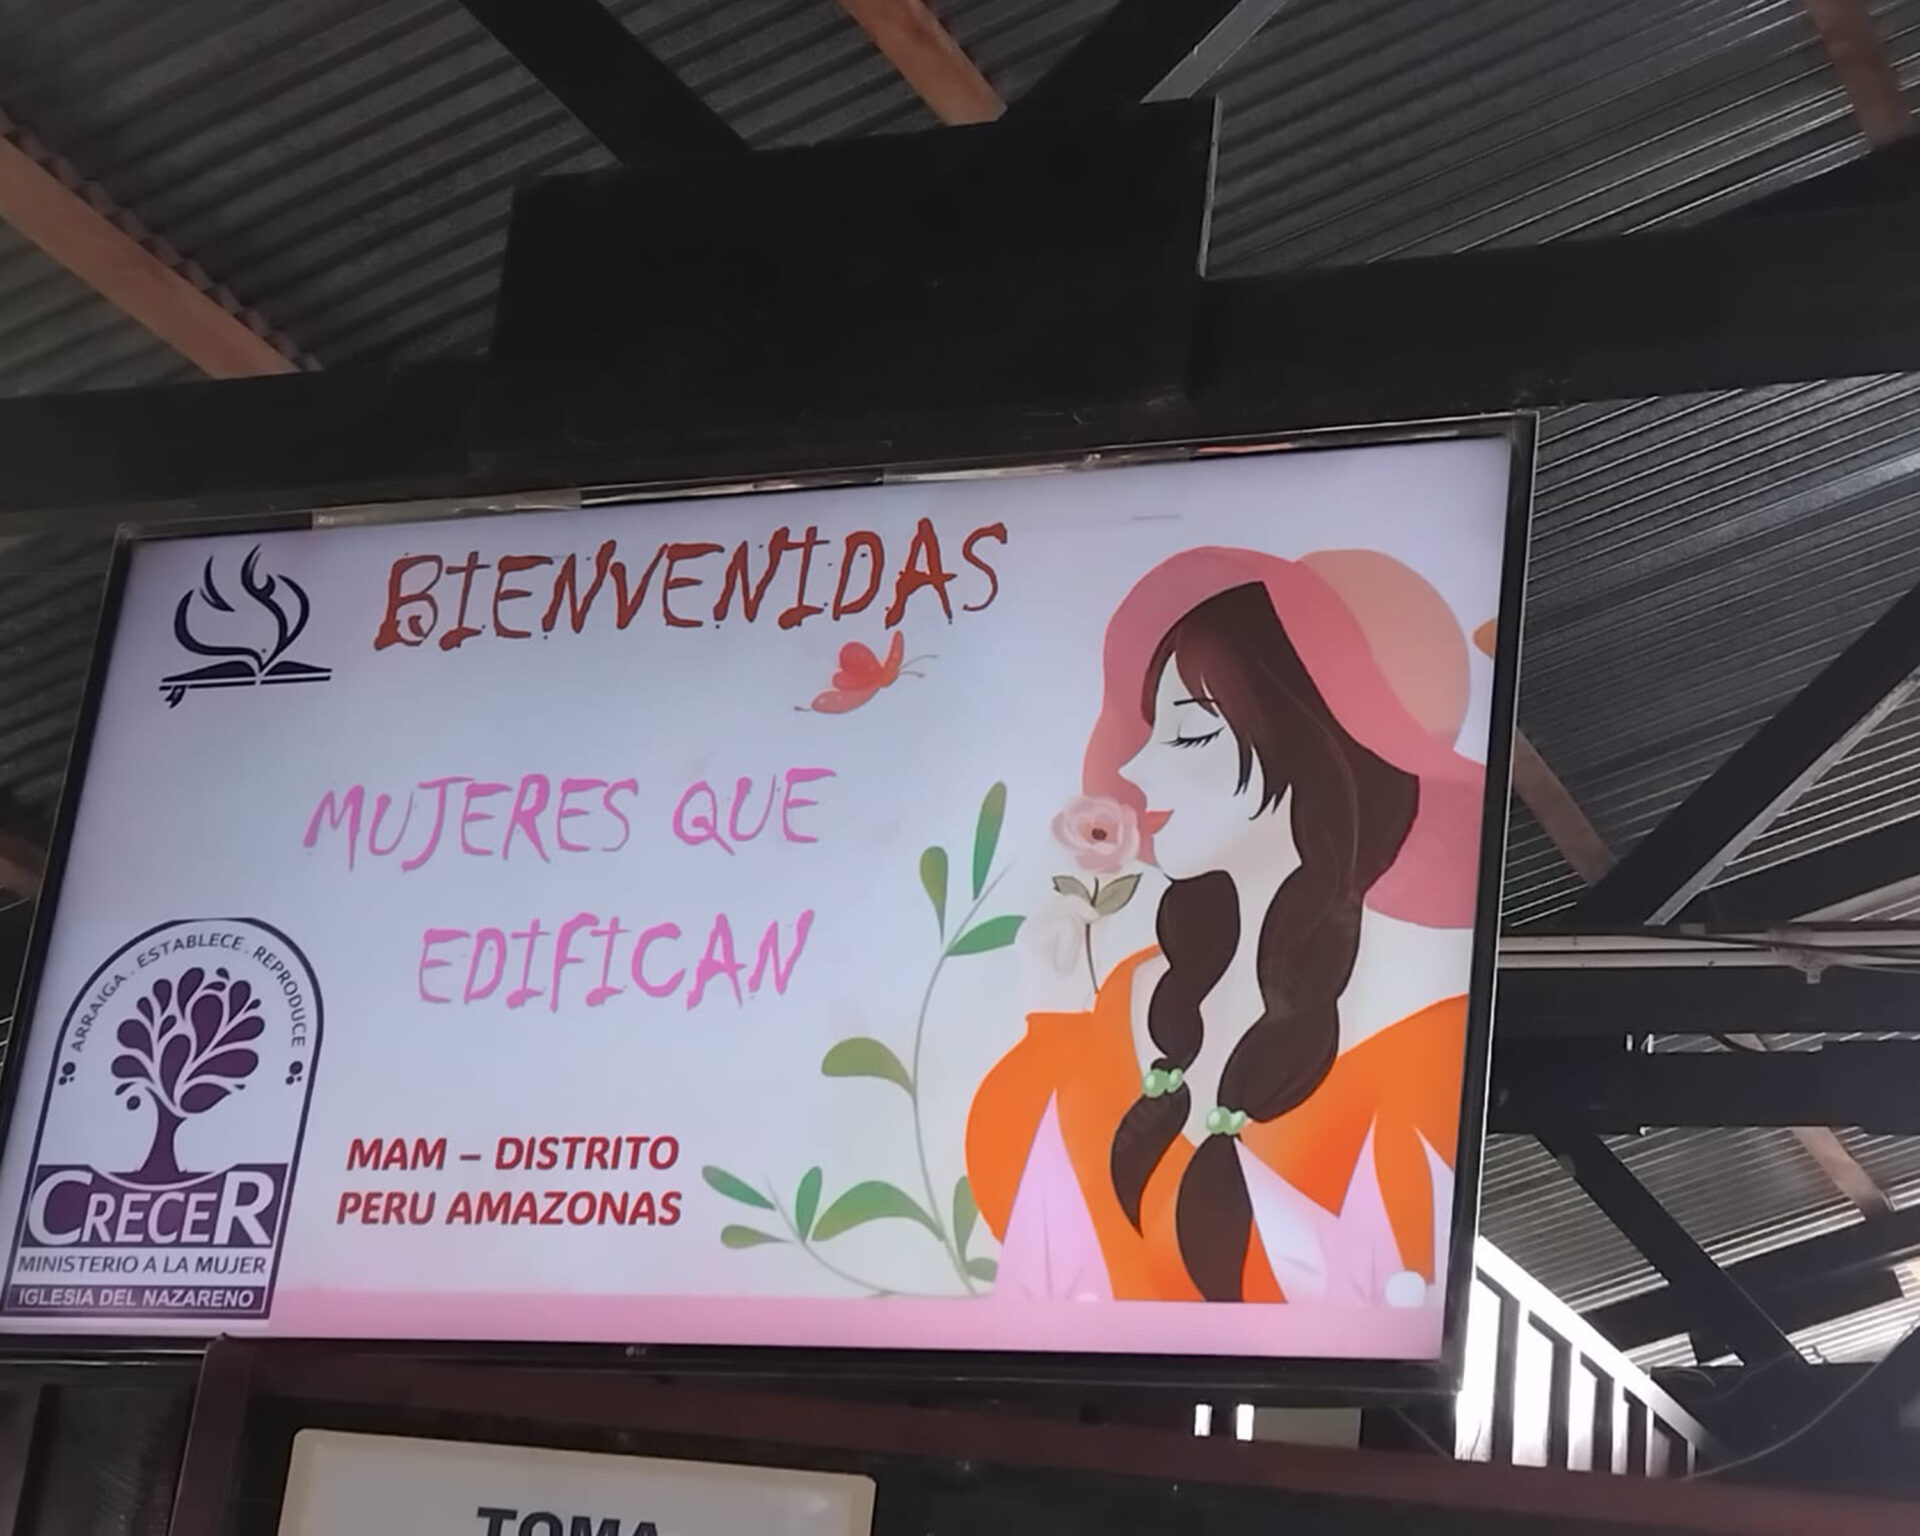 BIENVENIDAS
MUJERES QUE
EDIFICAN
ARRAIGA . ESTABLECE . REPRODUCE
CRECER
MINISTERIO A LA MUJER
IGLESIA DEL NAZARENO
MAM – DISTRITO
PERU AMAZONAS
LG
TOMA